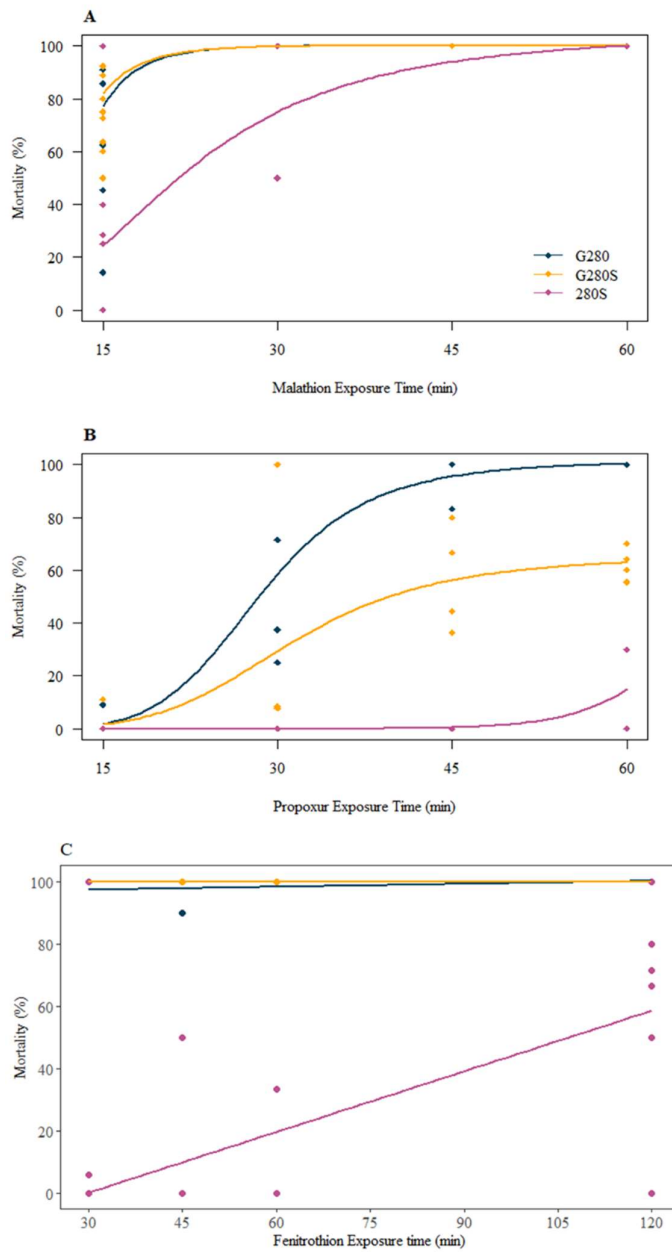 A
100
80
60
40
20
0
Mortality (%)
G280
G280S
280S
15 30 45 60
Malathion Exposure Time (min)
B
100
80
60
40
20
0
Mortality (%)
15 30 45 60
Propoxur Exposure Time (min)
C
100
80
60
40
20
0
Mortality (%)
30 45 60 75 90 105 120
Fenitrothion Exposure time (min)